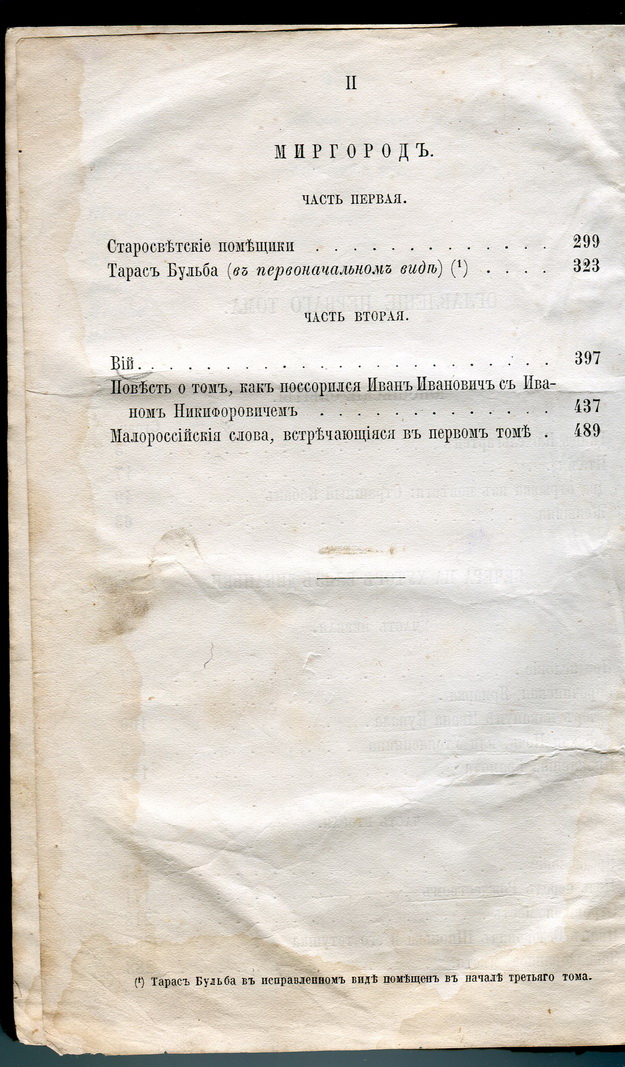 II
МИРГОРОДЪ.
ЧАСТЬ ПЕРВАЯ.
Старосвѣтскіе помѣщики . . . . . . . . . . . . . . 299
Тарасъ Бульба (въ первоначальномъ видѣ) (¹) . . . . 323
ЧАСТЬ ВТОРАЯ.
Вій . . . . . . . . . . . . . . . . . . . . . . . . 397
Повѣсть о томъ, какъ поссорился Иванъ Ивановичъ съ Ива-
номъ Никифоровичемъ . . . . . . . . . . . . . . 437
Малороссійскія слова, встрѣчающіяся въ первомъ томѣ . 489
(¹) Тарасъ Бульба въ исправленномъ видѣ помѣщенъ въ началѣ третьяго тома.